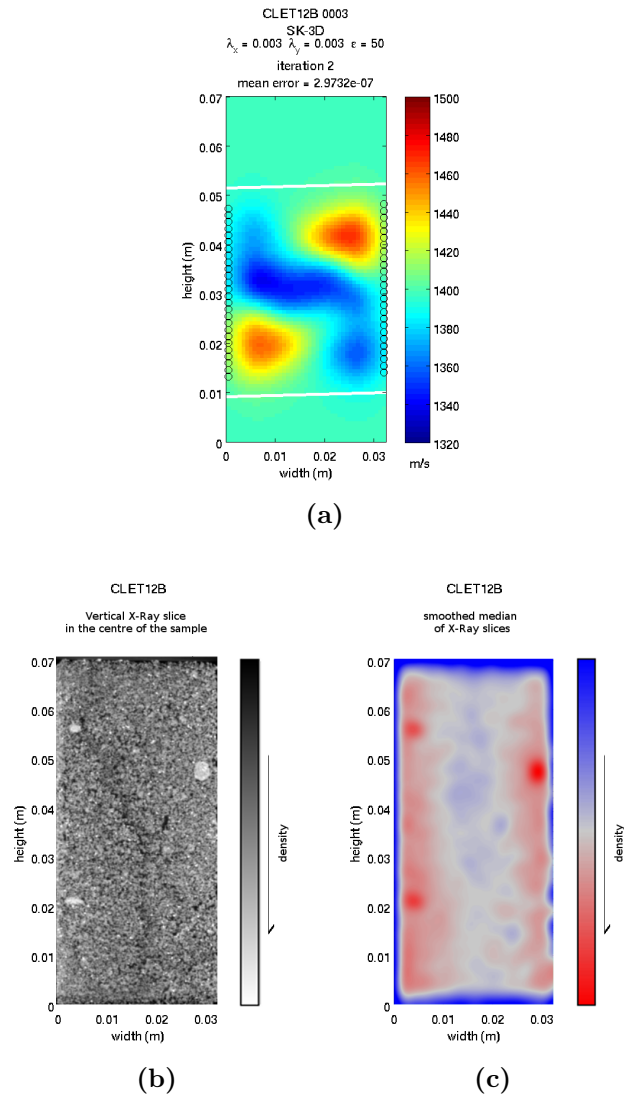 CLET12B 0003
SK-3D
λx = 0.003 λy = 0.003 ε = 50
iteration 2
mean error = 2.9732e-07
0.07
0.06
0.05
0.04
0.03
0.02
0.01
0
height (m)
0 0.01 0.02 0.03
width (m)
1500
1480
1460
1440
1420
1400
1380
1360
1340
1320
m/s
(a)
CLET12B
Vertical X-Ray slice
in the centre of the sample
0.07
0.06
0.05
0.04
0.03
0.02
0.01
0
height (m)
0 0.01 0.02 0.03
width (m)
density
(b)
CLET12B
smoothed median
of X-Ray slices
0.07
0.06
0.05
0.04
0.03
0.02
0.01
0
height (m)
0 0.01 0.02 0.03
width (m)
density
(c)